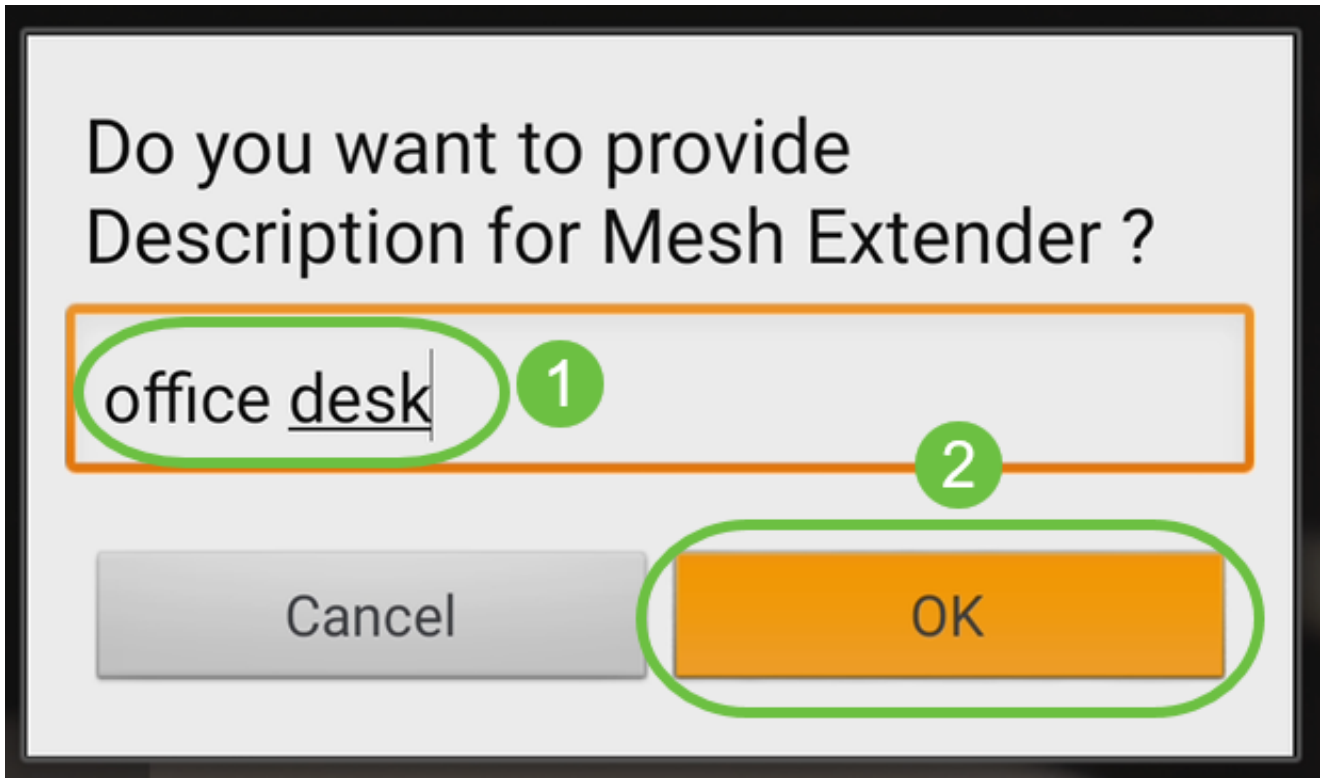 Do you want to provide
Description for Mesh Extender ?
office desk
1
2
Cancel
OK